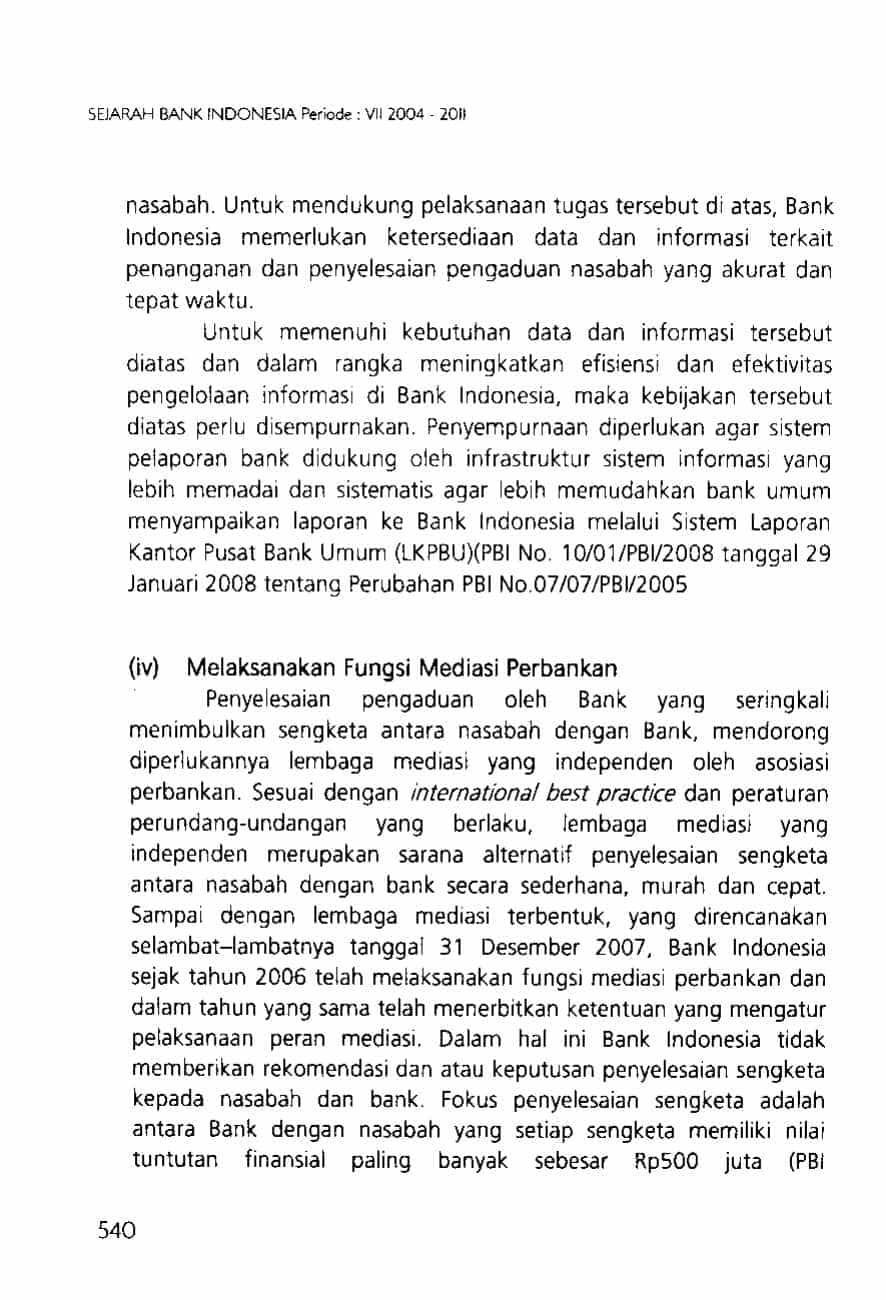 SEJARAH BANK INDONESIA Periode : VII 2004 - 2011
nasabah. Untuk mendukung pelaksanaan tugas tersebut di atas, Bank
Indonesia memerlukan ketersediaan data dan informasi terkait
penanganan dan penyelesaian pengaduan nasabah yang akurat dan
tepat waktu.
Untuk memenuhi kebutuhan data dan informasi tersebut
diatas dan dalam rangka meningkatkan efisiensi dan efektivitas
pengelolaan informasi di Bank Indonesia, maka kebijakan tersebut
diatas perlu disempurnakan. Penyempurnaan diperlukan agar sistem
pelaporan bank didukung oleh infrastruktur sistem informasi yang
lebih memadai dan sistematis agar lebih memudahkan bank umum
menyampaikan laporan ke Bank Indonesia melalui Sistem Laporan
Kantor Pusat Bank Umum (LKPBU)(PBI No. 10/01/PBI/2008 tanggal 29
Januari 2008 tentang Perubahan PBI No.07/07/PBI/2005
(iv) Melaksanakan Fungsi Mediasi Perbankan
Penyelesaian pengaduan oleh Bank yang seringkali
menimbulkan sengketa antara nasabah dengan Bank, mendorong
diperlukannya lembaga mediasi yang independen oleh asosiasi
perbankan. Sesuai dengan international best practice dan peraturan
perundang-undangan yang berlaku, lembaga mediasi yang
independen merupakan sarana alternatif penyelesaian sengketa
antara nasabah dengan bank secara sederhana, murah dan cepat.
Sampai dengan lembaga mediasi terbentuk, yang direncanakan
selambat–lambatnya tanggal 31 Desember 2007, Bank Indonesia
sejak tahun 2006 telah melaksanakan fungsi mediasi perbankan dan
dalam tahun yang sama telah menerbitkan ketentuan yang mengatur
pelaksanaan peran mediasi. Dalam hal ini Bank Indonesia tidak
memberikan rekomendasi dan atau keputusan penyelesaian sengketa
kepada nasabah dan bank. Fokus penyelesaian sengketa adalah
antara Bank dengan nasabah yang setiap sengketa memiliki nilai
tuntutan finansial paling banyak sebesar Rp500 juta (PBI
540